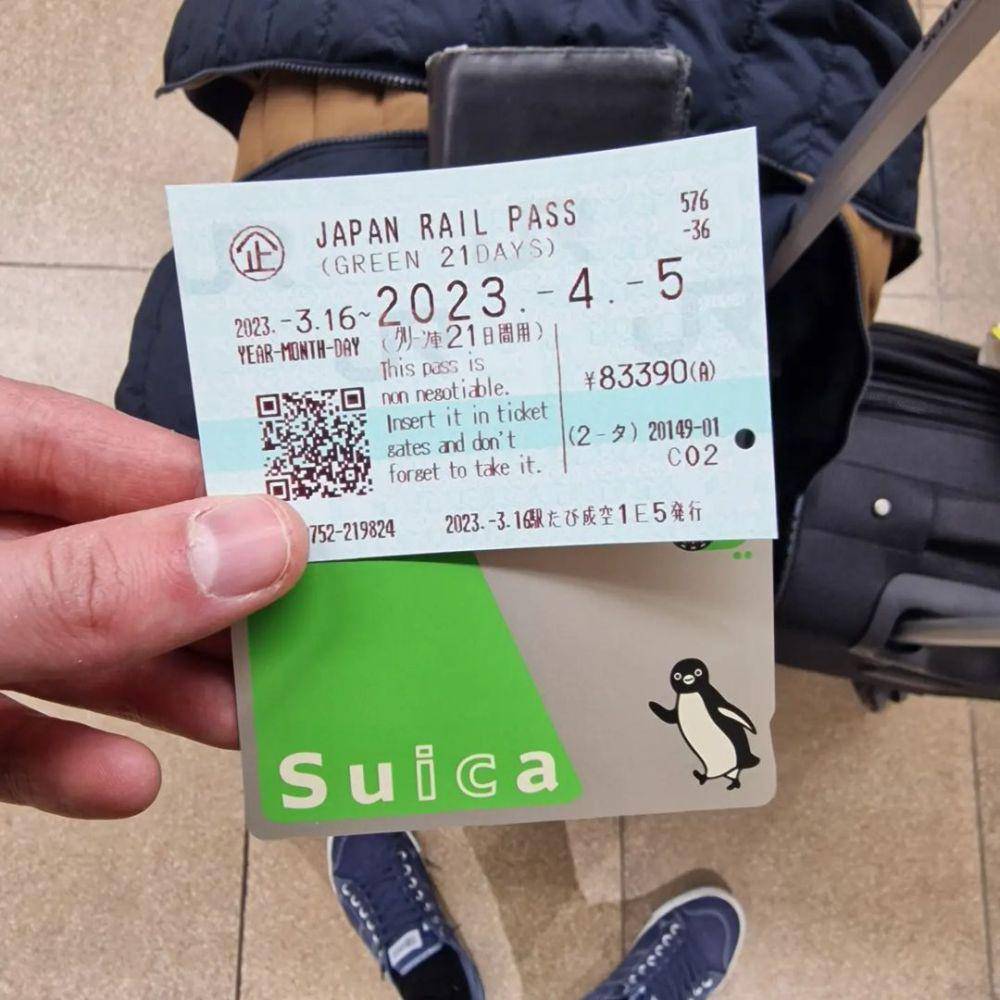 企
JAPAN RAIL PASS
576
-36
(GREEN 21DAYS)
2023.-3.16~2023.-4.-5
YEAR-MONTH-DAY
(グリーン車21日間用)
This pass is
non negotiable.
Insert it in ticket
gates and don't
forget to take it.
¥83390(A)
(2-タ) 20149-01
C02
752-219824
2023.-3.16駅たび成空1E5発行
Suica